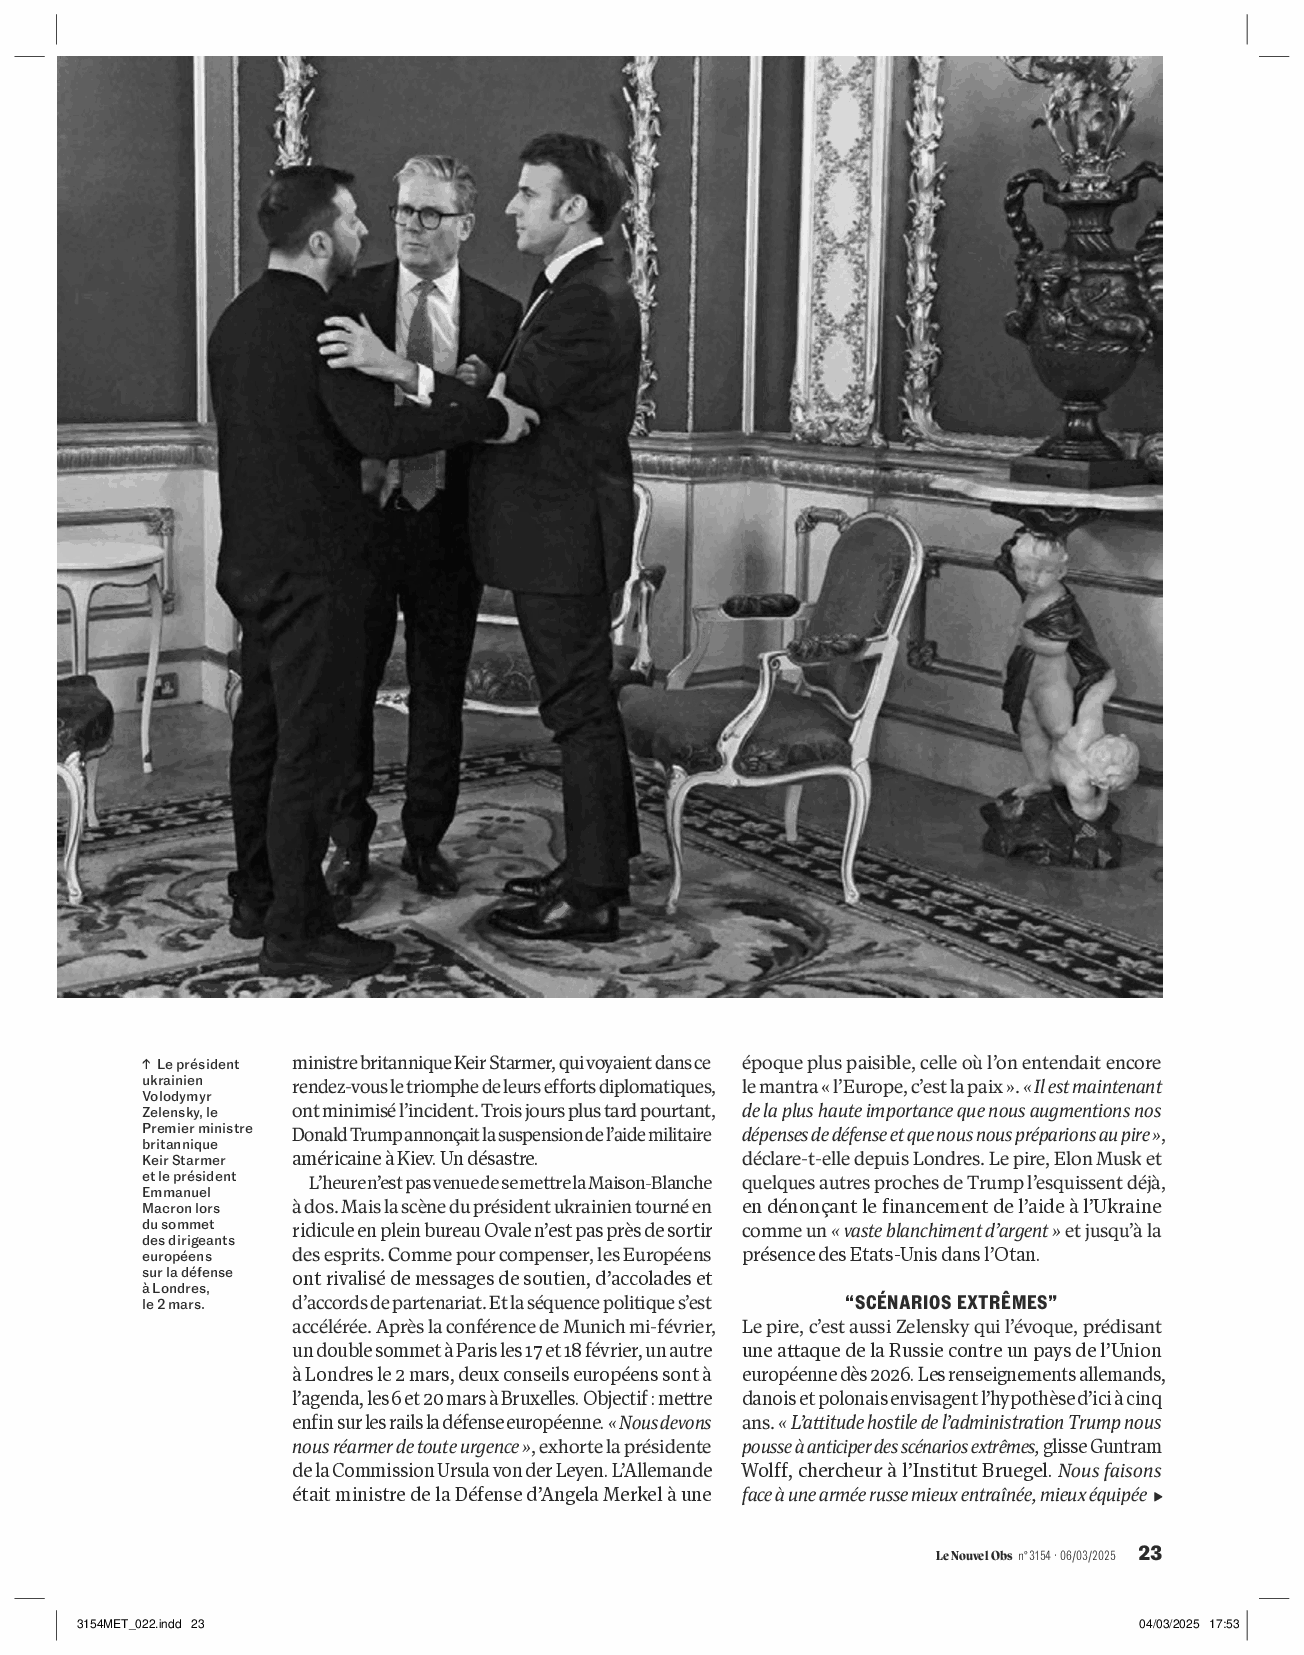 ↑ Le président
ukrainien
Volodymyr
Zelensky, le
Premier ministre
britannique
Keir Starmer
et le président
Emmanuel
Macron lors
du sommet
des dirigeants
européens
sur la défense
à Londres,
le 2 mars.
ministre britannique Keir Starmer, qui voyaient dans ce
rendez-vous le triomphe de leurs efforts diplomatiques,
ont minimisé l’incident. Trois jours plus tard pourtant,
Donald Trump annonçait la suspension de l’aide militaire
américaine à Kiev. Un désastre.
L’heure n’est pas venue de se mettre la Maison-Blanche
à dos. Mais la scène du président ukrainien tourné en
ridicule en plein bureau Ovale n’est pas près de sortir
des esprits. Comme pour compenser, les Européens
ont rivalisé de messages de soutien, d’accolades et
d’accords de partenariat. Et la séquence politique s’est
accélérée. Après la conférence de Munich mi-février,
un double sommet à Paris les 17 et 18 février, un autre
à Londres le 2 mars, deux conseils européens sont à
l’agenda, les 6 et 20 mars à Bruxelles. Objectif : mettre
enfin sur les rails la défense européenne. « Nous devons
nous réarmer de toute urgence », exhorte la présidente
de la Commission Ursula von der Leyen. L’Allemande
était ministre de la Défense d’Angela Merkel à une
époque plus paisible, celle où l’on entendait encore
le mantra « l’Europe, c’est la paix ». « Il est maintenant
de la plus haute importance que nous augmentions nos
dépenses de défense et que nous nous préparions au pire »,
déclare-t-elle depuis Londres. Le pire, Elon Musk et
quelques autres proches de Trump l’esquissent déjà,
en dénonçant le financement de l’aide à l’Ukraine
comme un « vaste blanchiment d’argent » et jusqu’à la
présence des Etats-Unis dans l’Otan.
“SCÉNARIOS EXTRÊMES”
Le pire, c’est aussi Zelensky qui l’évoque, prédisant
une attaque de la Russie contre un pays de l’Union
européenne dès 2026. Les renseignements allemands,
danois et polonais envisagent l’hypothèse d’ici à cinq
ans. « L’attitude hostile de l’administration Trump nous
pousse à anticiper des scénarios extrêmes, glisse Guntram
Wolff, chercheur à l’Institut Bruegel. Nous faisons
face à une armée russe mieux entraînée, mieux équipée ▶
Le Nouvel Obs n° 3154 · 06/03/2025 23
3154MET_022.indd 23 04/03/2025 17:53